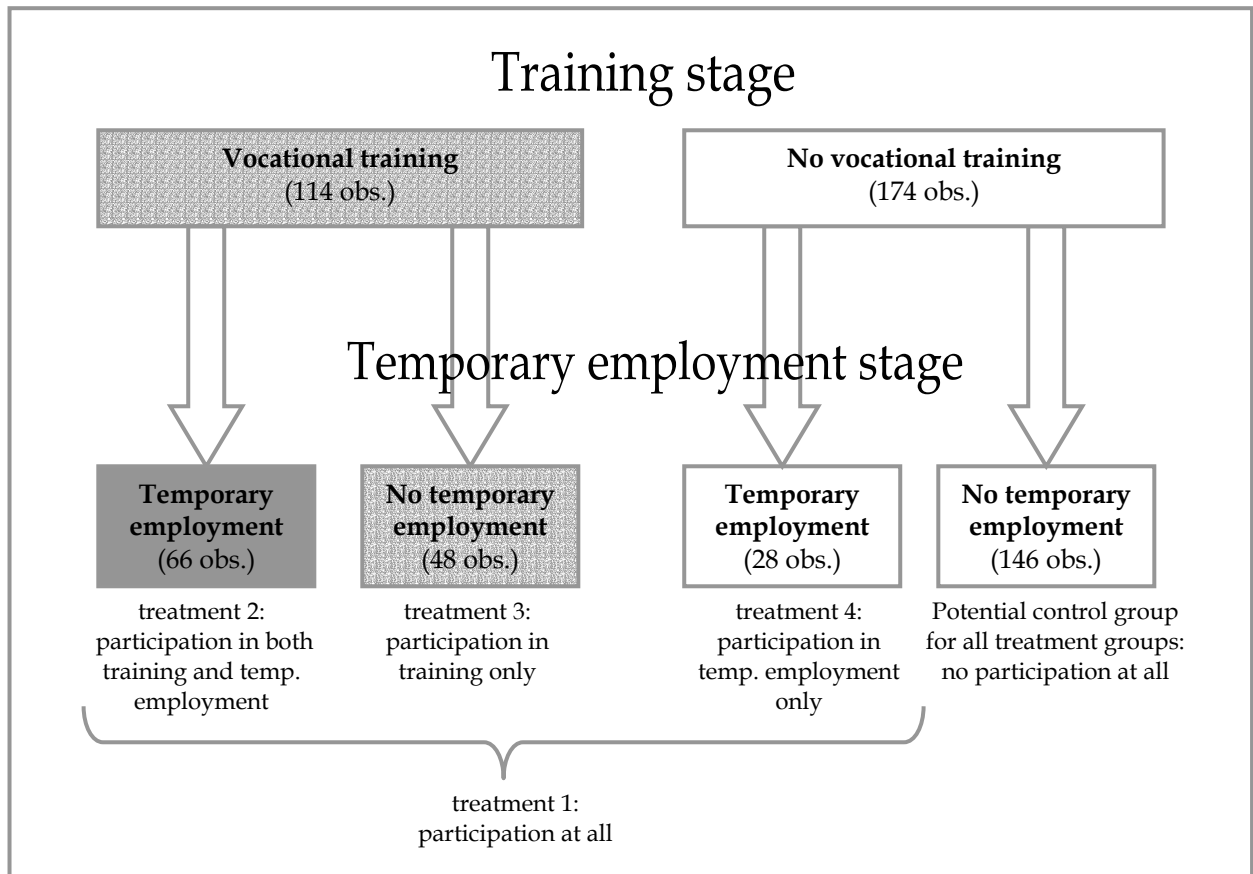 Training stage
Vocational training
(114 obs.)
No vocational training
(174 obs.)
Temporary employment stage
Temporary
employment
(66 obs.)
No temporary
employment
(48 obs.)
Temporary
employment
(28 obs.)
No temporary
employment
(146 obs.)
treatment 2:
participation in both
training and temp.
employment
treatment 3:
participation in
training only
treatment 4:
participation in
temp. employment
only
Potential control group
for all treatment groups:
no participation at all
treatment 1:
participation at all